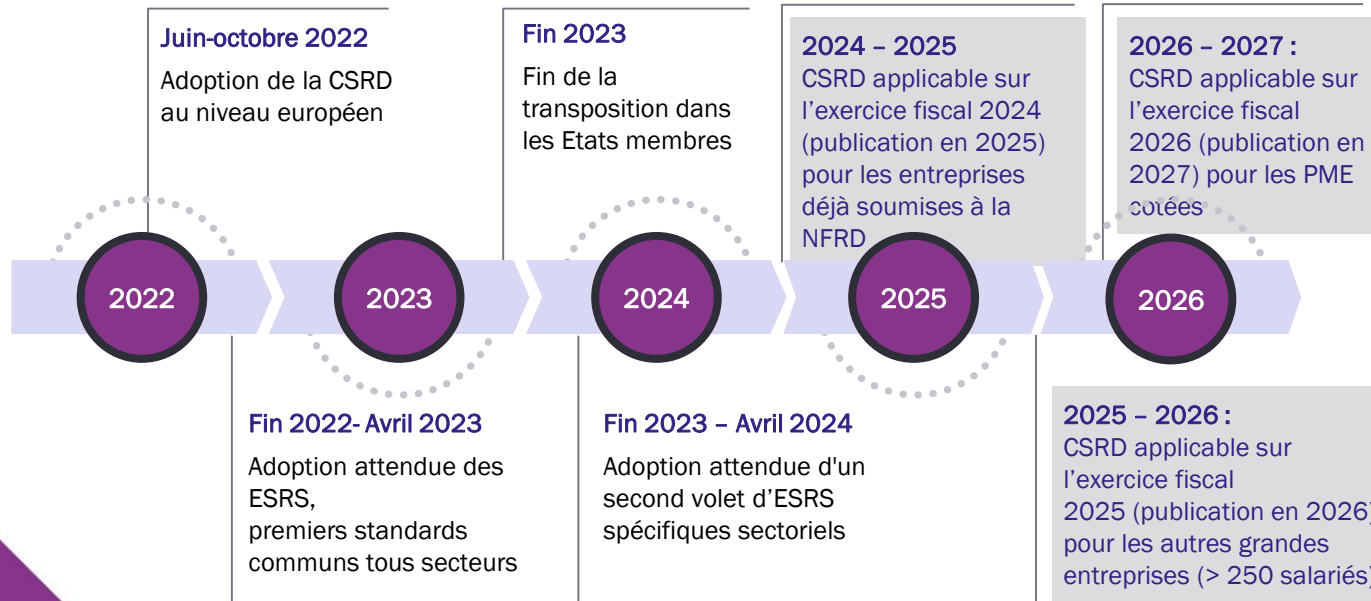 Juin-octobre 2022
Adoption de la CSRD
au niveau européen
Fin 2023
Fin de la
transposition dans
les Etats membres
2024 – 2025
CSRD applicable sur
l’exercice fiscal 2024
(publication en 2025)
pour les entreprises
déjà soumises à la
NFRD
2026 – 2027 :
CSRD applicable sur
l’exercice fiscal
2026 (publication en
2027) pour les PME
cotées
2022
2023
2024
2025
2026
Fin 2022- Avril 2023
Adoption attendue des
ESRS,
premiers standards
communs tous secteurs
Fin 2023 – Avril 2024
Adoption attendue d'un
second volet d’ESRS
spécifiques sectoriels
2025 – 2026 :
CSRD applicable sur
l’exercice fiscal
2025 (publication en 2026)
pour les autres grandes
entreprises (> 250 salariés)